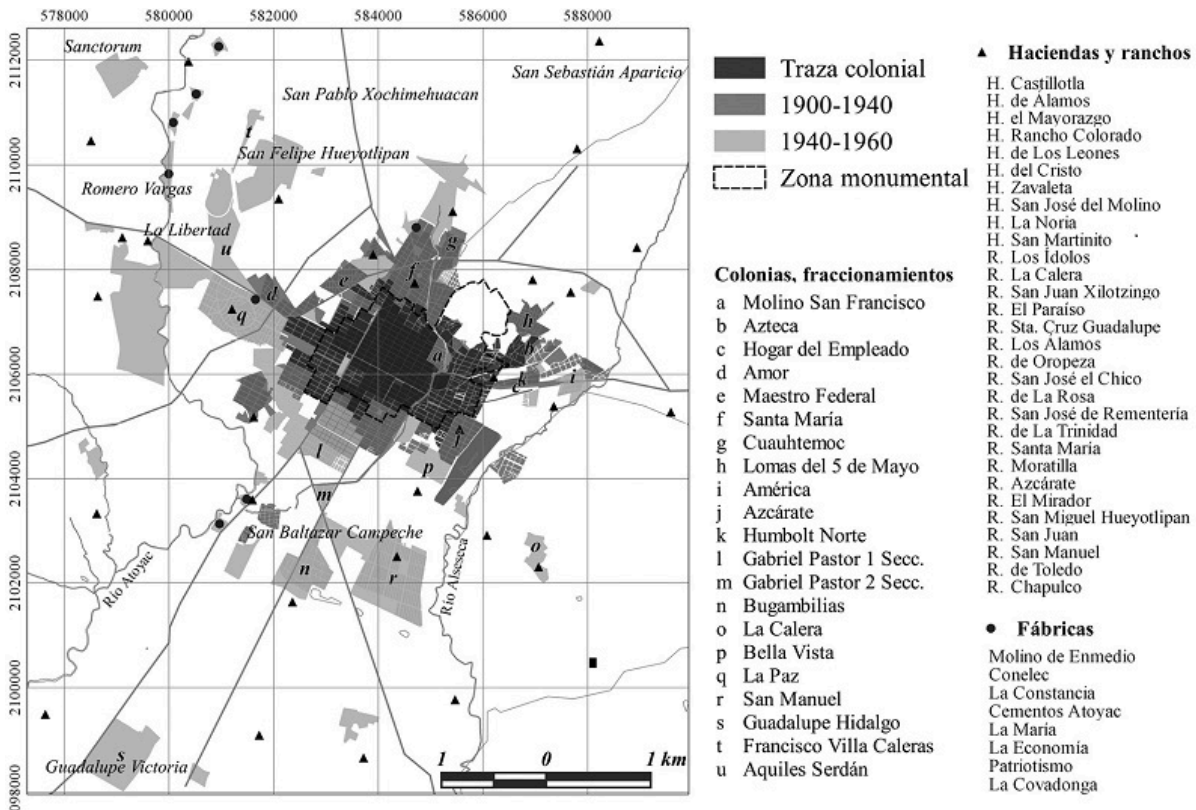 578000 580000 582000 584000 586000 588000
2112000
2110000
2108000
2106000
2104000
2102000
2100000
2098000
Sanctorum
San Sebastián Aparicio
San Pablo Xochimehuacan
t
San Felipe Hueyotlipan
Romero Vargas
La Libertad
u
g
f
e
d
q
h
a
b
k
c
i
j
l
p
m
San Baltazar Campeche
o
n
r
Río Atoyac
Río Alseseca
s
Guadalupe Victoria
1 0 1 km
Traza colonial
1900-1940
1940-1960
Zona monumental
Colonias, fraccionamientos
a Molino San Francisco
b Azteca
c Hogar del Empleado
d Amor
e Maestro Federal
f Santa María
g Cuauhtemoc
h Lomas del 5 de Mayo
i América
j Azcárate
k Humbolt Norte
l Gabriel Pastor 1 Secc.
m Gabriel Pastor 2 Secc.
n Bugambilias
o La Calera
p Bella Vista
q La Paz
r San Manuel
s Guadalupe Hidalgo
t Francisco Villa Caleras
u Aquiles Serdán
Haciendas y ranchos
H. Castillotla
H. de Álamos
H. el Mayorazgo
H. Rancho Colorado
H. de Los Leones
H. del Cristo
H. Zavaleta
H. San José del Molino
H. La Noria
H. San Martinito
R. Los Ídolos
R. La Calera
R. San Juan Xilotzingo
R. El Paraíso
R. Sta. Cruz Guadalupe
R. Los Álamos
R. de Oropeza
R. San José el Chico
R. de La Rosa
R. San José de Rementería
R. de La Trinidad
R. Santa María
R. Moratilla
R. Azcárate
R. El Mirador
R. San Miguel Hueyotlipan
R. San Juan
R. San Manuel
R. de Toledo
R. Chapulco
Fábricas
Molino de Enmedio
Conelec
La Constancia
Cementos Atoyac
La María
La Economía
Patriotismo
La Covadonga